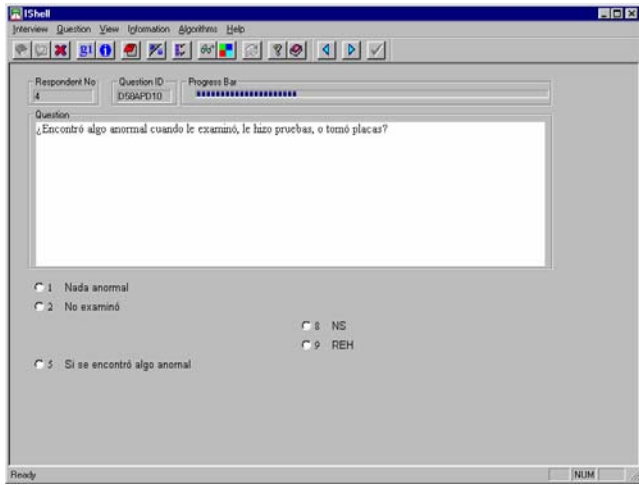 IShell
Interview Question View Information Algorithms Help
Respondent No
4
Question ID
D58APD10
Progress Bar
Question
¿Encontró algo anormal cuando le examinó, le hizo pruebas, o tomó placas?
1 Nada anormal
2 No examinó
8 NS
9 REH
5 Si se encontró algo anornal
Ready
NUM